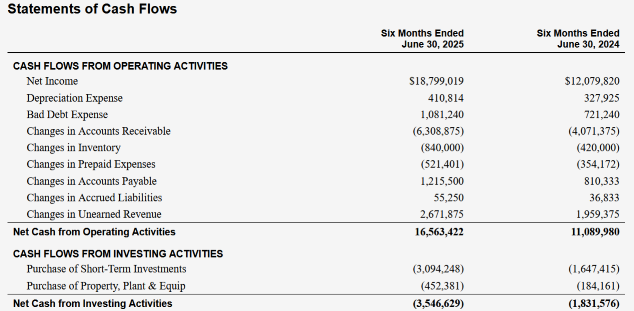 Statements of Cash Flows
Six Months Ended Six Months Ended
June 30, 2025 June 30, 2024
CASH FLOWS FROM OPERATING ACTIVITIES
Net Income $18,799,019 $12,079,820
Depreciation Expense 410,814 327,925
Bad Debt Expense 1,081,240 721,240
Changes in Accounts Receivable (6,308,875) (4,071,375)
Changes in Inventory (840,000) (420,000)
Changes in Prepaid Expenses (521,401) (354,172)
Changes in Accounts Payable 1,215,500 810,333
Changes in Accrued Liabilities 55,250 36,833
Changes in Unearned Revenue 2,671,875 1,959,375
Net Cash from Operating Activities 16,563,422 11,089,980
CASH FLOWS FROM INVESTING ACTIVITIES
Purchase of Short-Term Investments (3,094,248) (1,647,415)
Purchase of Property, Plant & Equip (452,381) (184,161)
Net Cash from Investing Activities (3,546,629) (1,831,576)